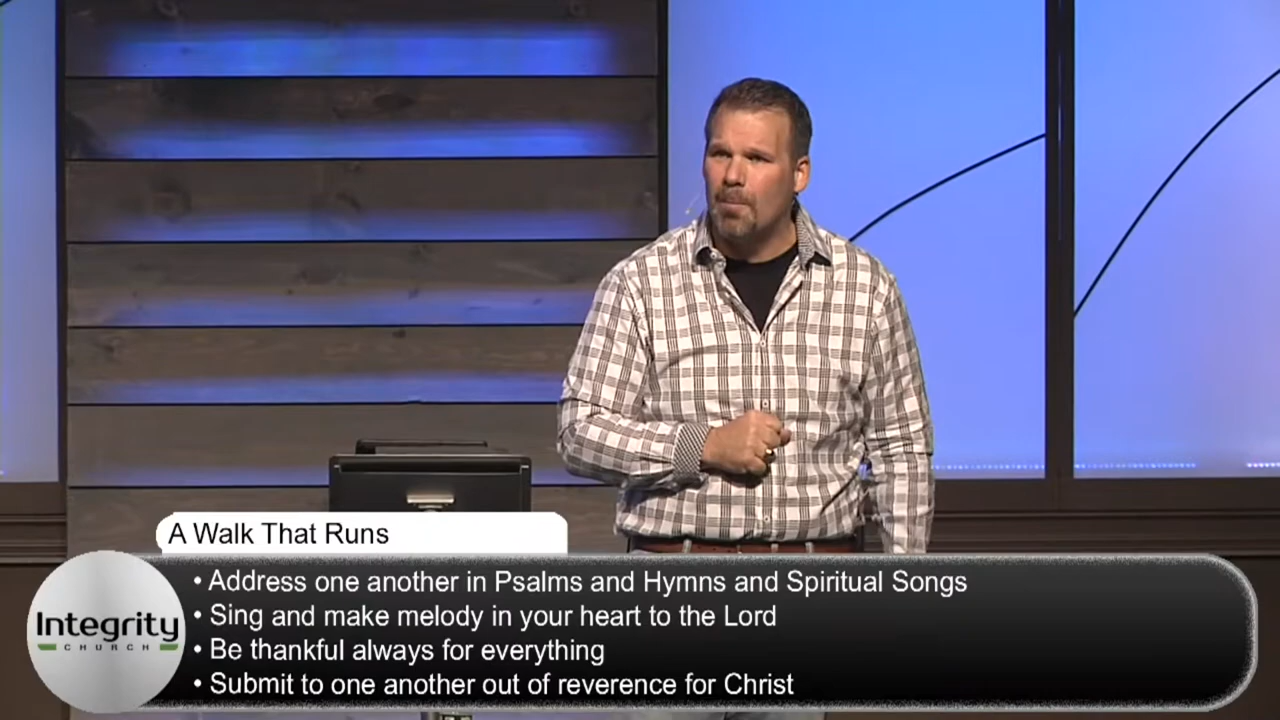 A Walk That Runs
• Address one another in Psalms and Hymns and Spiritual Songs
• Sing and make melody in your heart to the Lord
• Be thankful always for everything
• Submit to one another out of reverence for Christ
Integrity
CHURCH